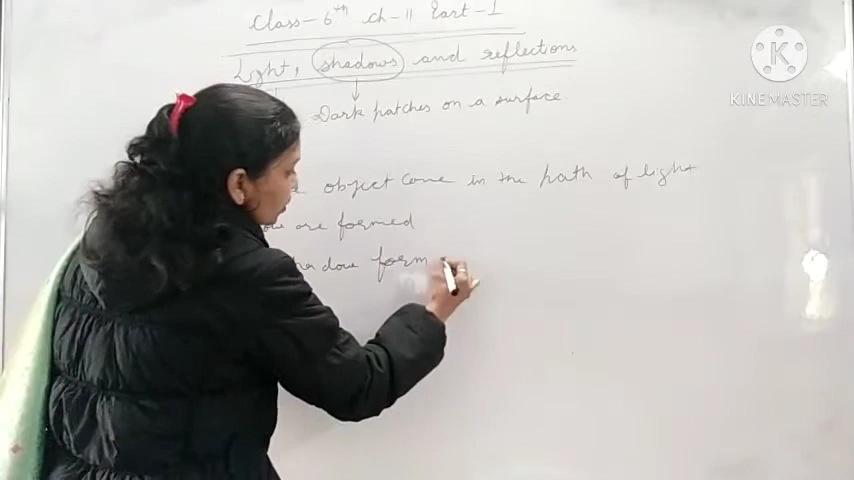 Class-6th Ch-11 Part-1
Light, shadows and reflections
Dark patches on a surface
object come in the path of light
are formed
form
K
KINEMASTER